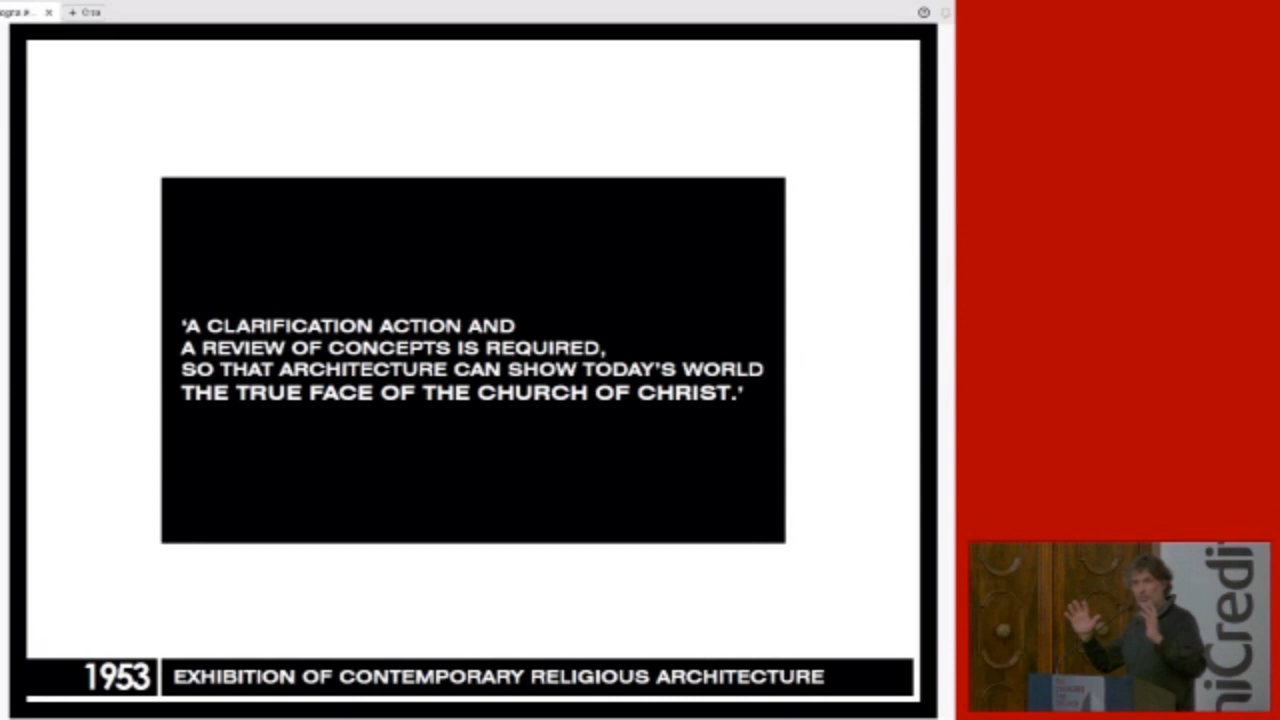 ‘A CLARIFICATION ACTION AND
A REVIEW OF CONCEPTS IS REQUIRED,
SO THAT ARCHITECTURE CAN SHOW TODAY’S WORLD
THE TRUE FACE OF THE CHURCH OF CHRIST.’
1953
EXHIBITION OF CONTEMPORARY RELIGIOUS ARCHITECTURE
niCredi